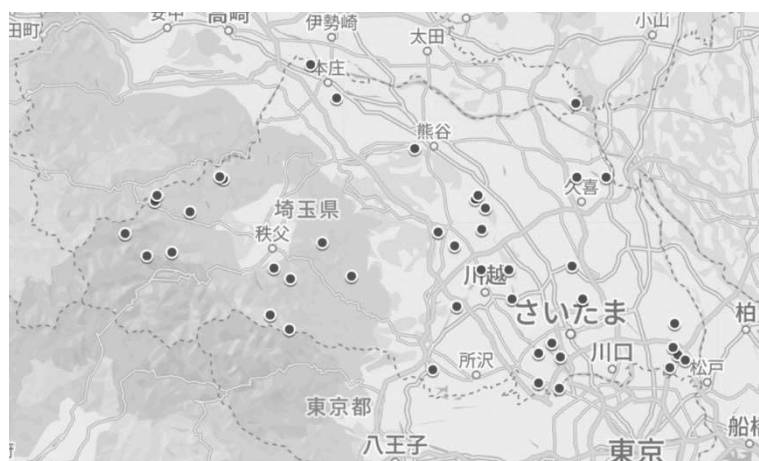 安中
高崎
伊勢崎
太田
小山
田町
本庄
熊谷
久喜
埼玉県
秩父
川越
さいたま
柏
所沢
川口
松戸
東京都
八王子
東京
船橋